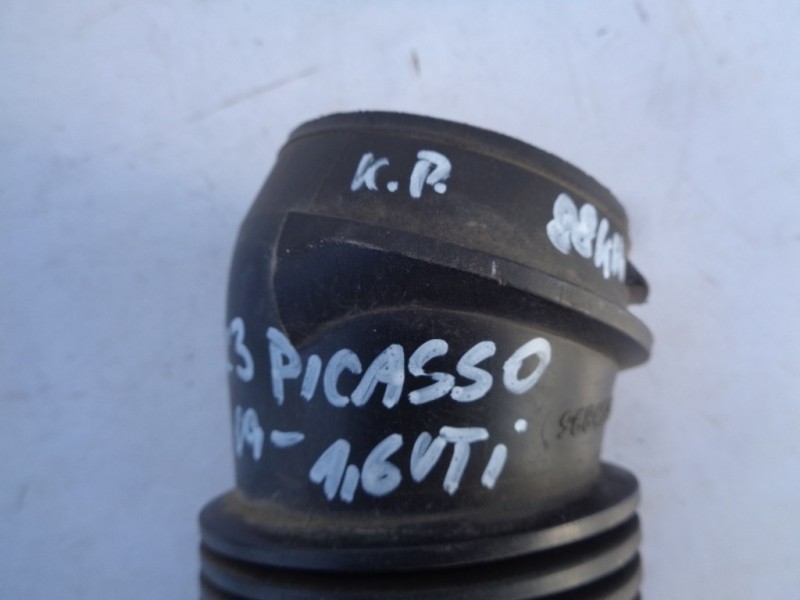 K.P.
88kW
C3 PICASSO
09- 1,6VTi